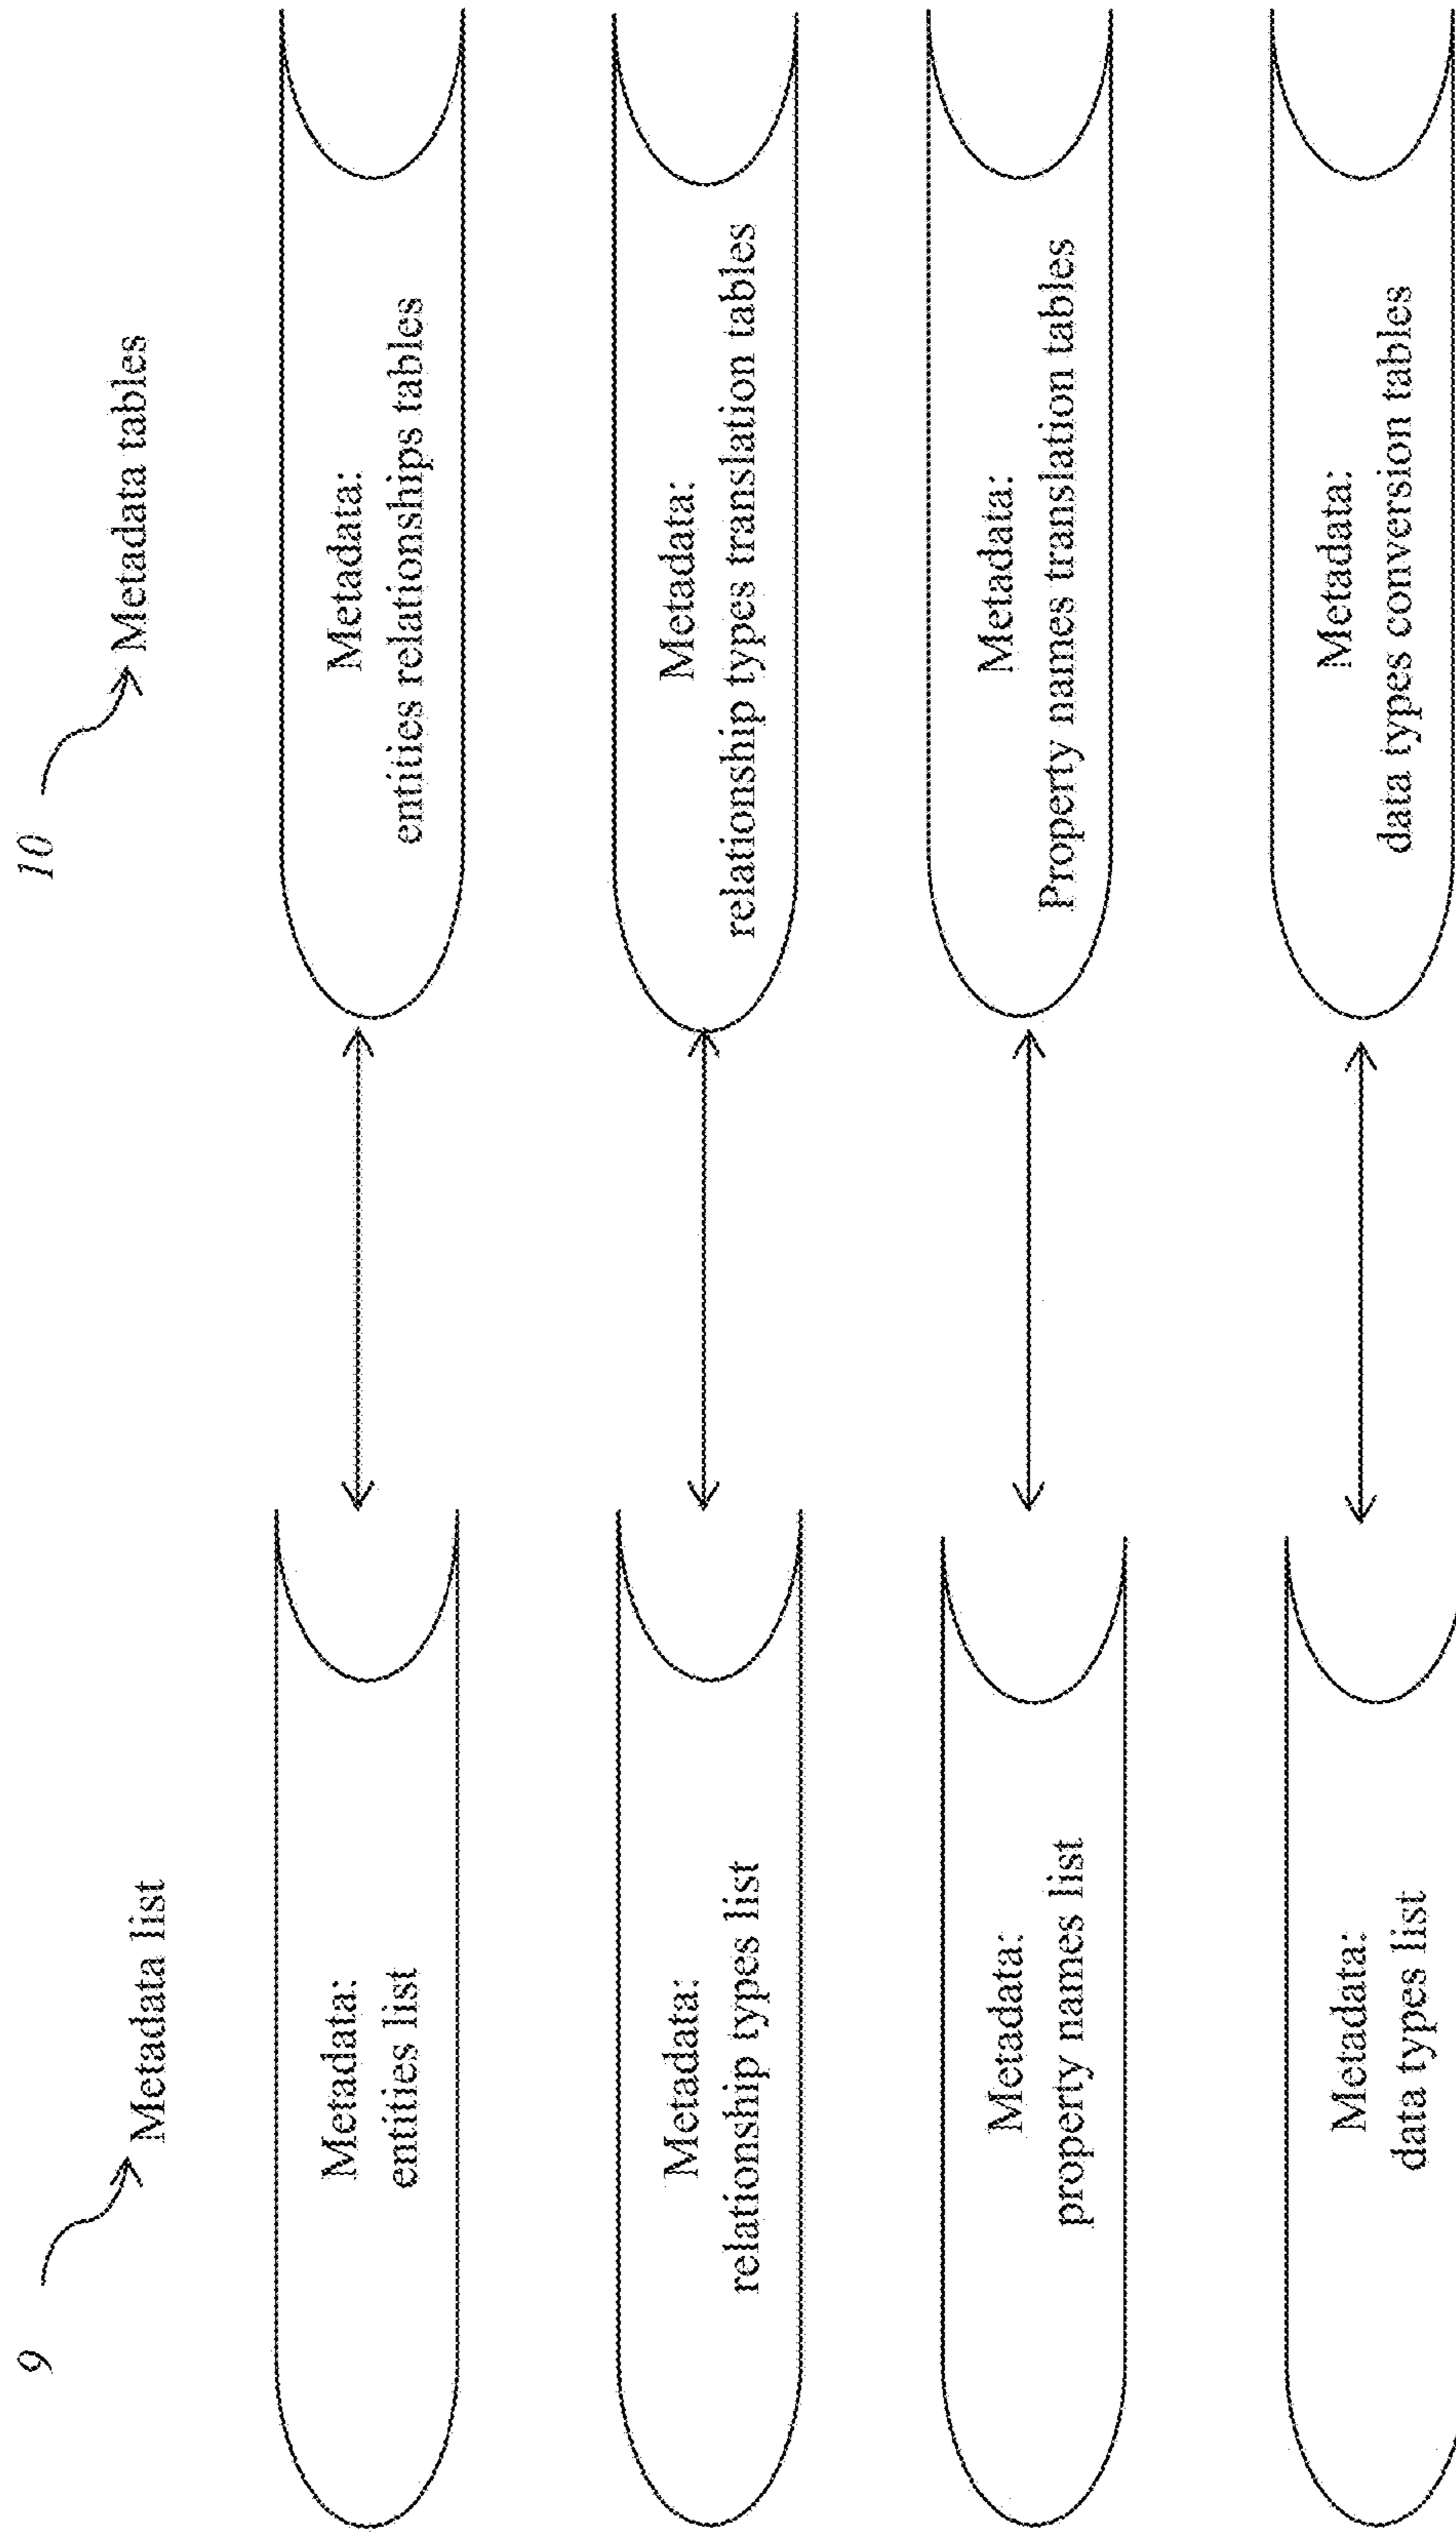 9
Metadata list
10
Metadata tables
Metadata:
entities list
Metadata:
entities relationships tables
Metadata:
relationship types list
Metadata:
relationship types translation tables
Metadata:
property names list
Metadata:
Property names translation tables
Metadata:
data types list
Metadata:
data types conversion tables